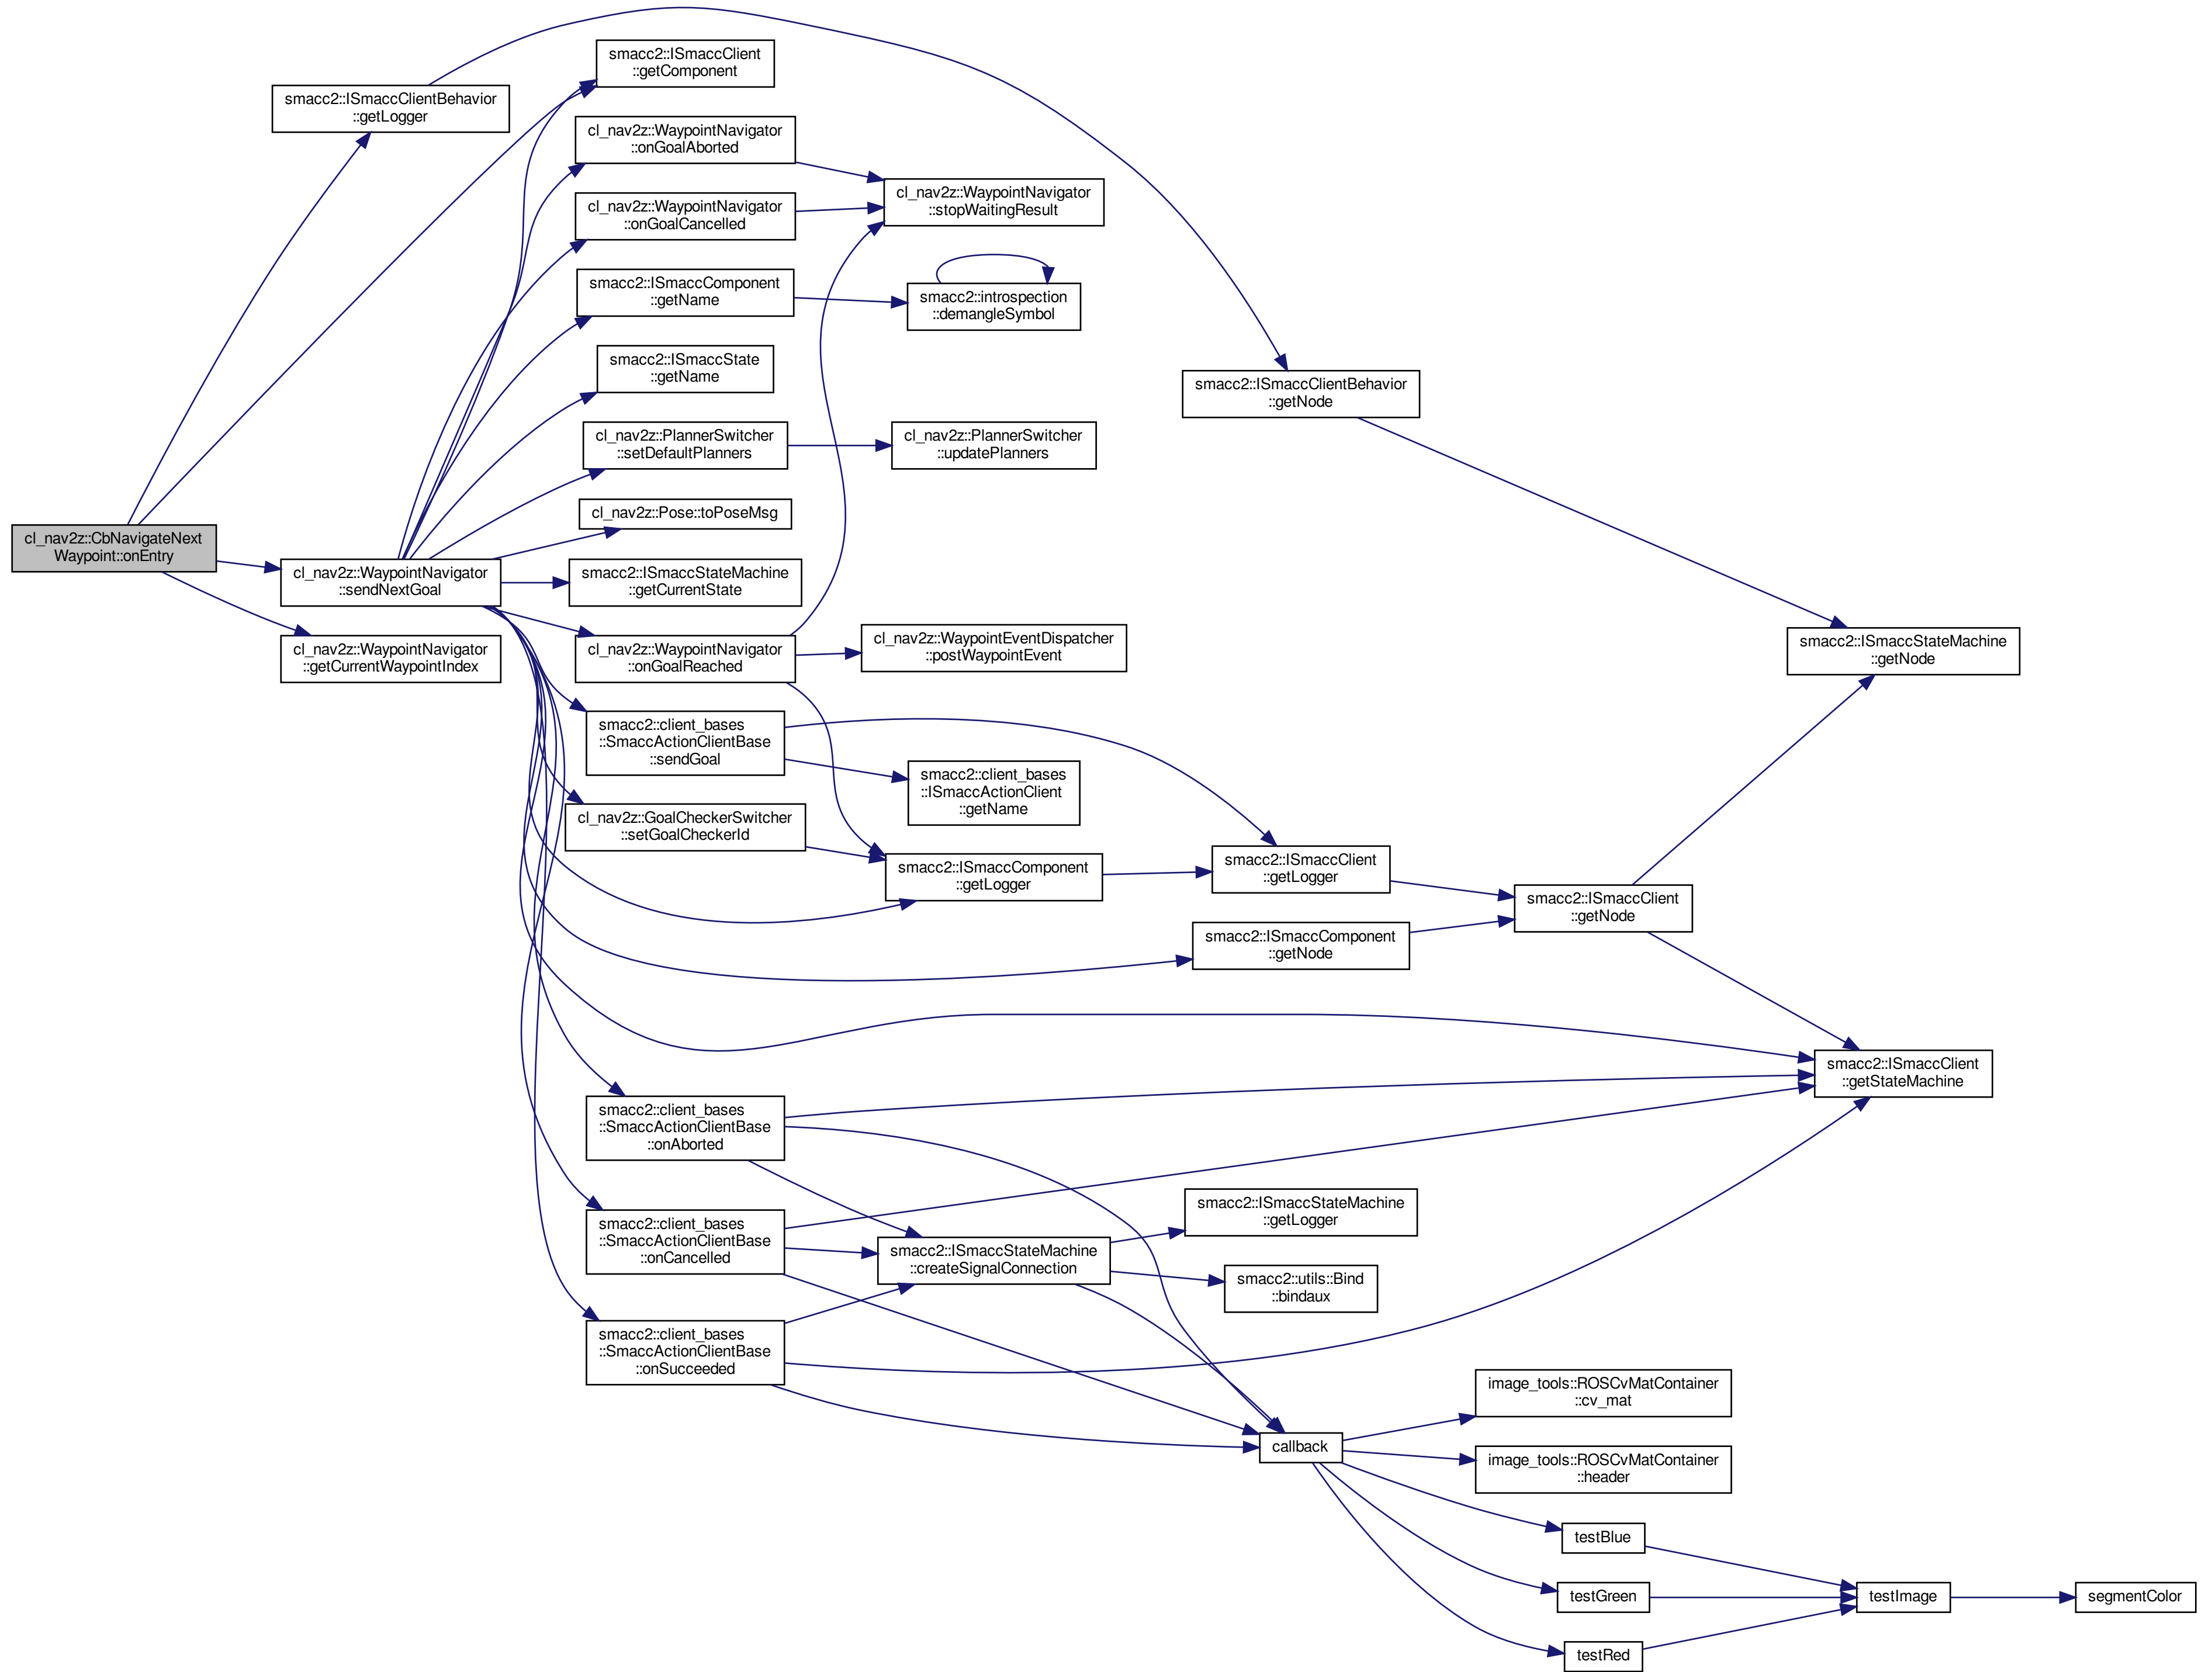 smacc2::ISmaccClient
::getComponent
smacc2::ISmaccClientBehavior
::getLogger
cl_nav2z::WaypointNavigator
::onGoalAborted
cl_nav2z::WaypointNavigator
::stopWaitingResult
cl_nav2z::WaypointNavigator
::onGoalCancelled
smacc2::ISmaccComponent
::getName
smacc2::introspection
::demangleSymbol
smacc2::ISmaccState
::getName
smacc2::ISmaccClientBehavior
::getNode
cl_nav2z::PlannerSwitcher
::setDefaultPlanners
cl_nav2z::PlannerSwitcher
::updatePlanners
cl_nav2z::Pose::toPoseMsg
cl_nav2z::CbNavigateNext
Waypoint::onEntry
cl_nav2z::WaypointNavigator
::sendNextGoal
smacc2::ISmaccStateMachine
::getCurrentState
cl_nav2z::WaypointNavigator
::getCurrentWaypointIndex
cl_nav2z::WaypointNavigator
::onGoalReached
cl_nav2z::WaypointEventDispatcher
::postWaypointEvent
smacc2::ISmaccStateMachine
::getNode
smacc2::client_bases
::SmaccActionClientBase
::sendGoal
smacc2::client_bases
::ISmaccActionClient
::getName
cl_nav2z::GoalCheckerSwitcher
::setGoalCheckerId
smacc2::ISmaccComponent
::getLogger
smacc2::ISmaccClient
::getLogger
smacc2::ISmaccClient
::getNode
smacc2::ISmaccComponent
::getNode
smacc2::ISmaccClient
::getStateMachine
smacc2::client_bases
::SmaccActionClientBase
::onAborted
smacc2::client_bases
::SmaccActionClientBase
::onCancelled
smacc2::ISmaccStateMachine
::getLogger
smacc2::ISmaccStateMachine
::createSignalConnection
smacc2::utils::Bind
::bindaux
smacc2::client_bases
::SmaccActionClientBase
::onSucceeded
image_tools::ROSCvMatContainer
::cv_mat
callback
image_tools::ROSCvMatContainer
::header
testBlue
testGreen
testImage
segmentColor
testRed